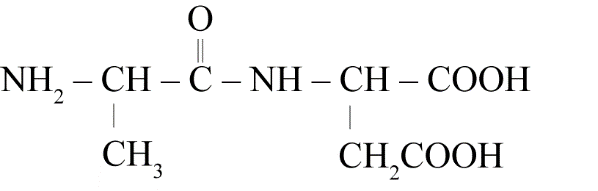 O
NH₂ – CH – C – NH – CH – COOH
CH₃ CH₂COOH